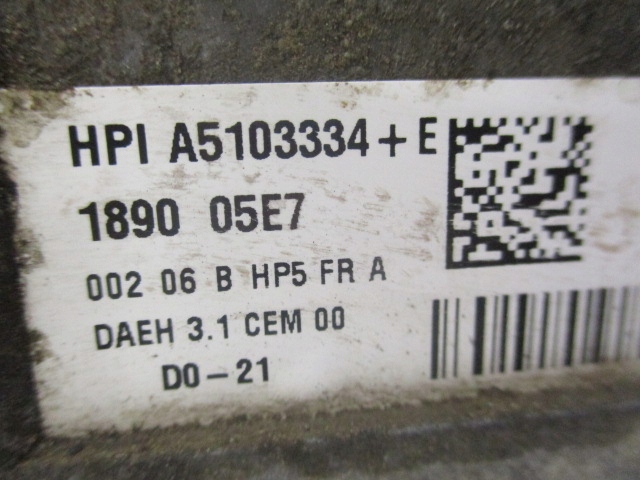 HPI A5103334+E
1890 05E7
002 06 B HP5 FR A
DAEH 3.1 CEM 00
D0-21